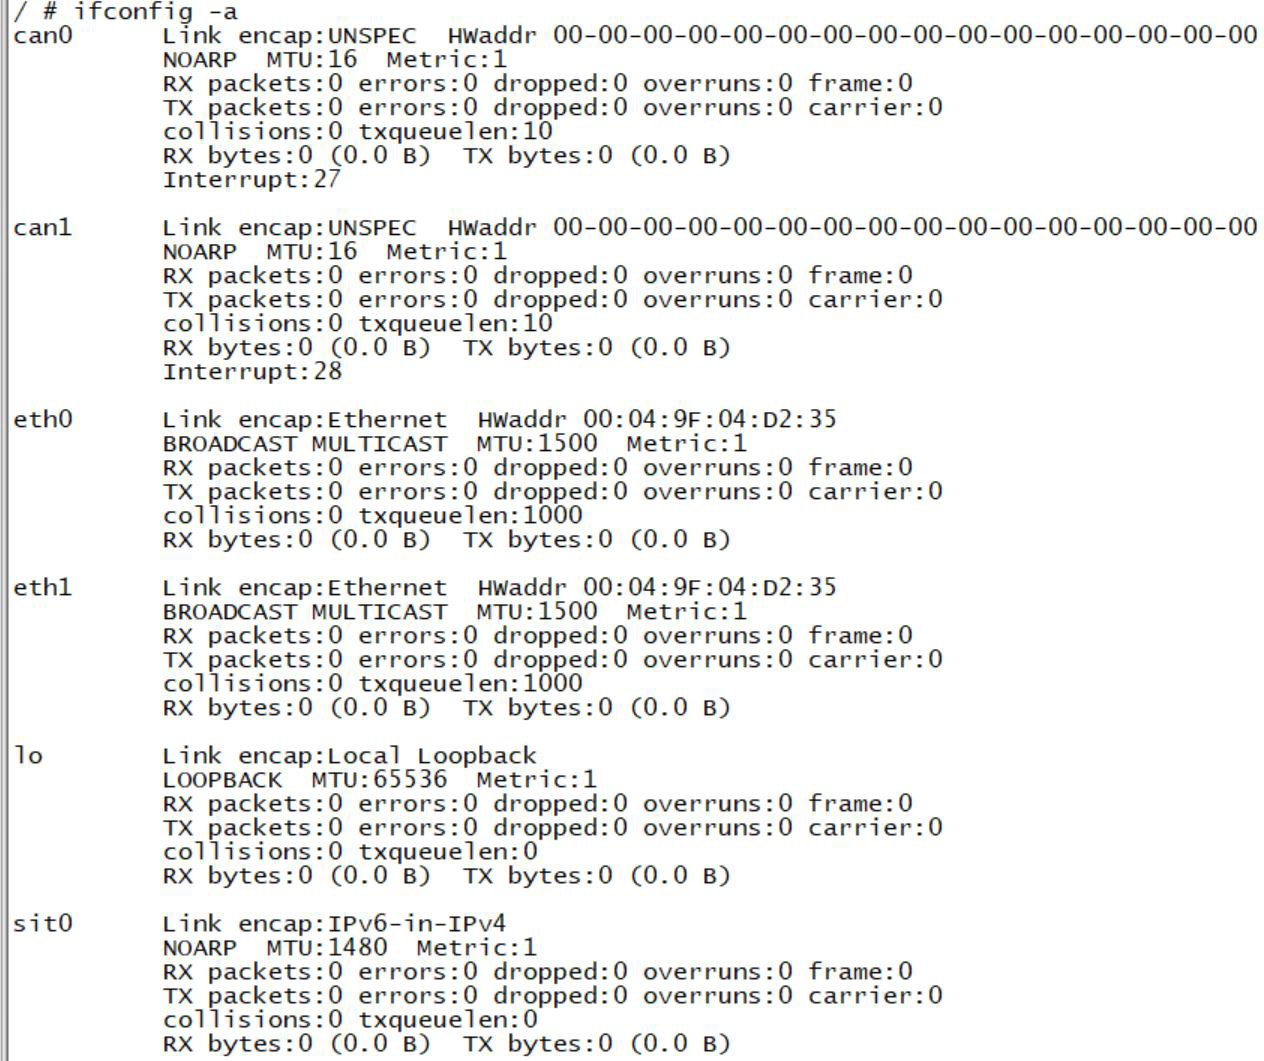 / # ifconfig -a
can0      Link encap:UNSPEC  HWaddr 00-00-00-00-00-00-00-00-00-00-00-00-00-00-00-00
          NOARP  MTU:16  Metric:1
          RX packets:0 errors:0 dropped:0 overruns:0 frame:0
          TX packets:0 errors:0 dropped:0 overruns:0 carrier:0
          collisions:0 txqueuelen:10
          RX bytes:0 (0.0 B)  TX bytes:0 (0.0 B)
          Interrupt:27

can1      Link encap:UNSPEC  HWaddr 00-00-00-00-00-00-00-00-00-00-00-00-00-00-00-00
          NOARP  MTU:16  Metric:1
          RX packets:0 errors:0 dropped:0 overruns:0 frame:0
          TX packets:0 errors:0 dropped:0 overruns:0 carrier:0
          collisions:0 txqueuelen:10
          RX bytes:0 (0.0 B)  TX bytes:0 (0.0 B)
          Interrupt:28

eth0      Link encap:Ethernet  HWaddr 00:04:9F:04:D2:35
          BROADCAST MULTICAST  MTU:1500  Metric:1
          RX packets:0 errors:0 dropped:0 overruns:0 frame:0
          TX packets:0 errors:0 dropped:0 overruns:0 carrier:0
          collisions:0 txqueuelen:1000
          RX bytes:0 (0.0 B)  TX bytes:0 (0.0 B)

eth1      Link encap:Ethernet  HWaddr 00:04:9F:04:D2:35
          BROADCAST MULTICAST  MTU:1500  Metric:1
          RX packets:0 errors:0 dropped:0 overruns:0 frame:0
          TX packets:0 errors:0 dropped:0 overruns:0 carrier:0
          collisions:0 txqueuelen:1000
          RX bytes:0 (0.0 B)  TX bytes:0 (0.0 B)

lo        Link encap:Local Loopback
          LOOPBACK  MTU:65536  Metric:1
          RX packets:0 errors:0 dropped:0 overruns:0 frame:0
          TX packets:0 errors:0 dropped:0 overruns:0 carrier:0
          collisions:0 txqueuelen:0
          RX bytes:0 (0.0 B)  TX bytes:0 (0.0 B)

sit0      Link encap:IPv6-in-IPv4
          NOARP  MTU:1480  Metric:1
          RX packets:0 errors:0 dropped:0 overruns:0 frame:0
          TX packets:0 errors:0 dropped:0 overruns:0 carrier:0
          collisions:0 txqueuelen:0
          RX bytes:0 (0.0 B)  TX bytes:0 (0.0 B)